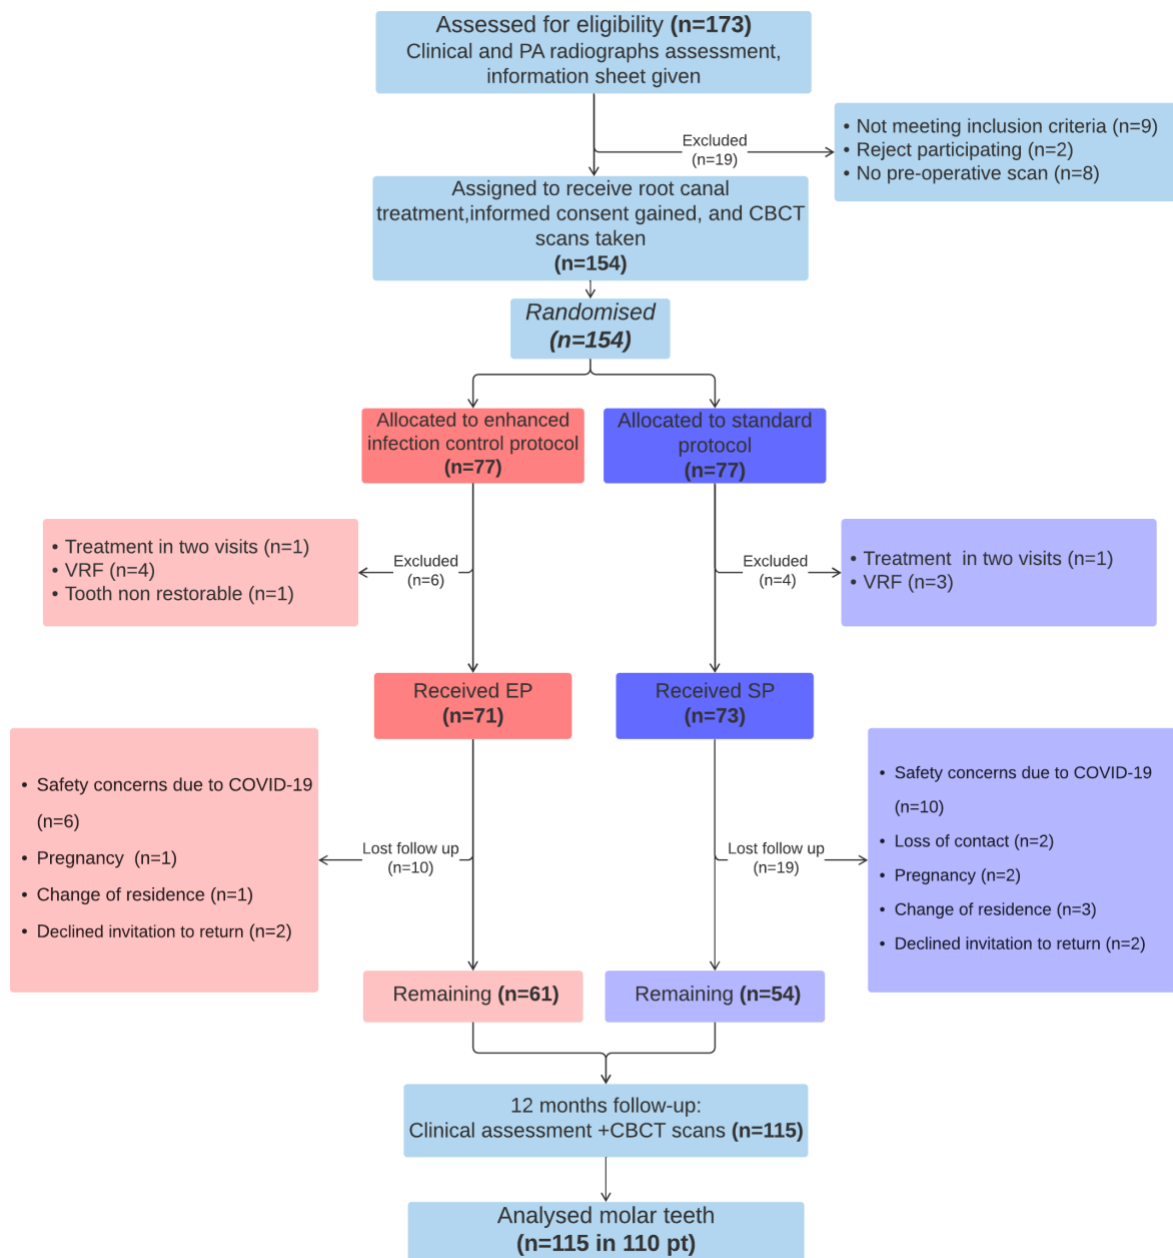 Assessed for eligibility (n=173)
Clinical and PA radiographs assessment,
information sheet given
Excluded
(n=19)
• Not meeting inclusion criteria (n=9)
• Reject participating (n=2)
• No pre-operative scan (n=8)
Assigned to receive root canal
treatment,informed consent gained, and CBCT
scans taken
(n=154)
Randomised
(n=154)
Allocated to enhanced
infection control protocol
(n=77)
Allocated to standard
protocol
(n=77)
• Treatment in two visits (n=1)
• VRF (n=4)
• Tooth non restorable (n=1)
Excluded
(n=6)
Excluded
(n=4)
• Treatment in two visits (n=1)
• VRF (n=3)
Received EP
(n=71)
Received SP
(n=73)
• Safety concerns due to COVID-19
(n=6)
• Pregnancy (n=1)
• Change of residence (n=1)
• Declined invitation to return (n=2)
Lost follow up
(n=10)
Lost follow up
(n=19)
• Safety concerns due to COVID-19
(n=10)
• Loss of contact (n=2)
• Pregnancy (n=2)
• Change of residence (n=3)
• Declined invitation to return (n=2)
Remaining (n=61)
Remaining (n=54)
12 months follow-up:
Clinical assessment +CBCT scans (n=115)
Analysed molar teeth
(n=115 in 110 pt)